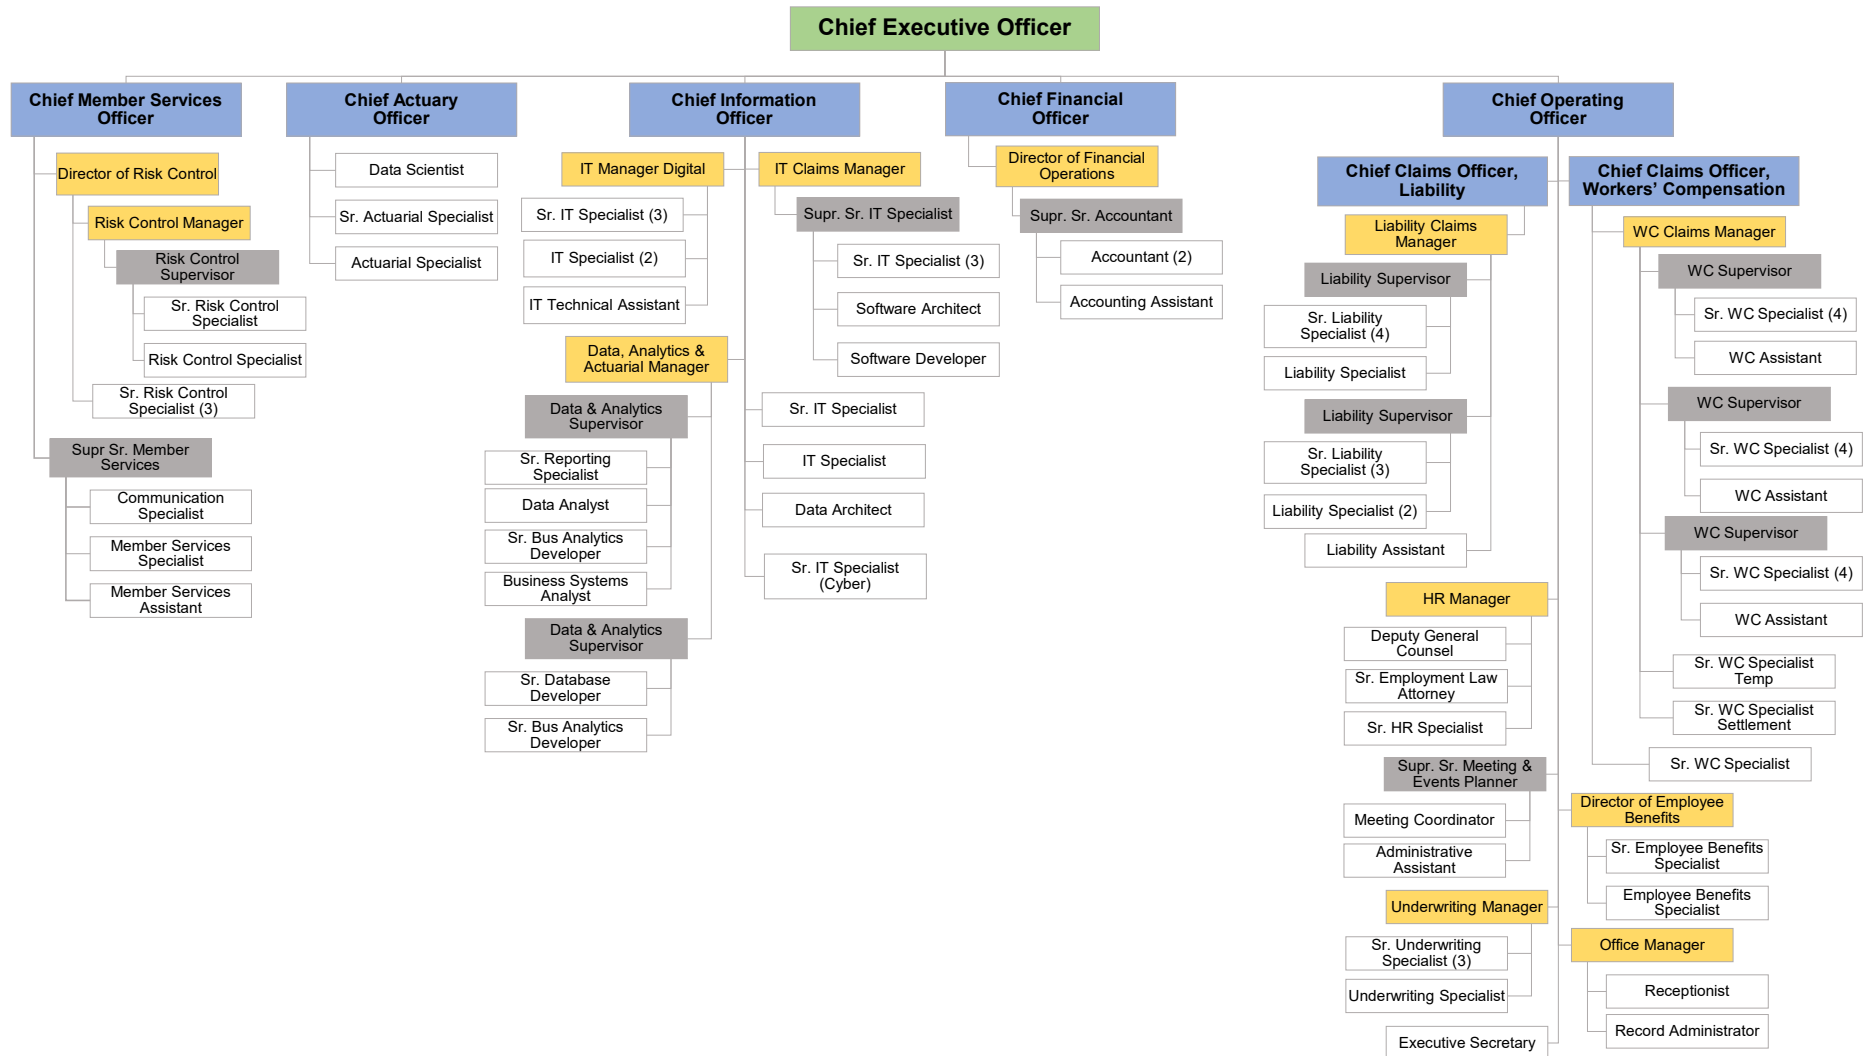 Chief Executive Officer
Chief Member Services
Officer
Director of Risk Control
Risk Control Manager
Risk Control
Supervisor
Sr. Risk Control
Specialist
Risk Control Specialist
Sr. Risk Control
Specialist (3)
Supr Sr. Member
Services
Communication
Specialist
Member Services
Specialist
Member Services
Assistant
Chief Actuary
Officer
Data Scientist
Sr. Actuarial Specialist
Actuarial Specialist
Chief Information
Officer
IT Manager Digital
Sr. IT Specialist (3)
IT Specialist (2)
IT Technical Assistant
IT Claims Manager
Supr. Sr. IT Specialist
Sr. IT Specialist (3)
Software Architect
Software Developer
Data, Analytics &
Actuarial Manager
Data & Analytics
Supervisor
Sr. Reporting
Specialist
Data Analyst
Sr. Bus Analytics
Developer
Business Systems
Analyst
Data & Analytics
Supervisor
Sr. Database
Developer
Sr. Bus Analytics
Developer
Sr. IT Specialist
IT Specialist
Data Architect
Sr. IT Specialist
(Cyber)
Chief Financial
Officer
Director of Financial
Operations
Supr. Sr. Accountant
Accountant (2)
Accounting Assistant
Chief Operating
Officer
Chief Claims Officer,
Liability
Liability Claims
Manager
Liability Supervisor
Sr. Liability
Specialist (4)
Liability Specialist
Liability Supervisor
Sr. Liability
Specialist (3)
Liability Specialist (2)
Liability Assistant
HR Manager
Deputy General
Counsel
Sr. Employment Law
Attorney
Sr. HR Specialist
Supr. Sr. Meeting &
Events Planner
Meeting Coordinator
Administrative
Assistant
Underwriting Manager
Sr. Underwriting
Specialist (3)
Underwriting Specialist
Executive Secretary
Chief Claims Officer,
Workers’ Compensation
WC Claims Manager
WC Supervisor
Sr. WC Specialist (4)
WC Assistant
WC Supervisor
Sr. WC Specialist (4)
WC Assistant
WC Supervisor
Sr. WC Specialist (4)
WC Assistant
Sr. WC Specialist
Temp
Sr. WC Specialist
Settlement
Sr. WC Specialist
Director of Employee
Benefits
Sr. Employee Benefits
Specialist
Employee Benefits
Specialist
Office Manager
Receptionist
Record Administrator